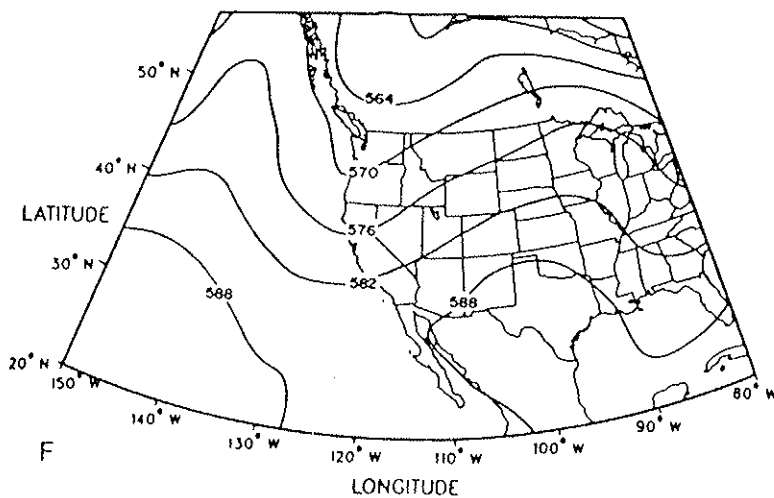 50° N
564
570
40° N
LATITUDE
576
30° N
582
588
588
20° N
150° W
140° W
130° W
120° W
110° W
100° W
90° W
80° W
F
LONGITUDE